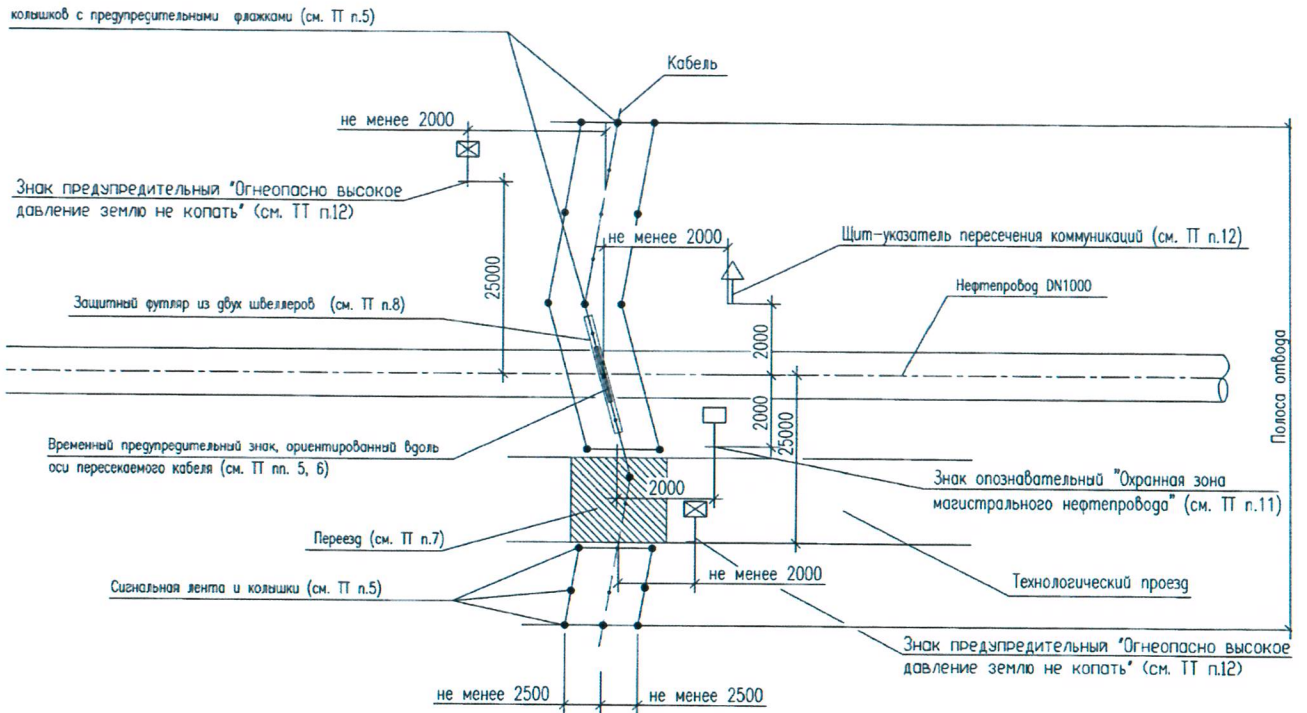 колышков с предупредительными флажками (см. ТТ п.5)
Кабель
не менее 2000
Знак предупредительный "Огнеопасно высокое
давление землю не копать" (см. ТТ п.12)
25000
не менее 2000
Щит-указатель пересечения коммуникаций (см. ТТ п.12)
Нефтепровод DN1000
Защитный футляр из двух швеллеров (см. ТТ п.8)
2000
2000
25000
Полоса отвода
Временный предупредительный знак, ориентированный вдоль
оси пересекаемого кабеля (см. ТТ пп. 5, 6)
2000
Знак опознавательный "Охранная зона
магистрального нефтепровода" (см. ТТ п.11)
Переезд (см. ТТ п.7)
не менее 2000
Технологический проезд
Сигнальная лента и колышки (см. ТТ п.5)
Знак предупредительный "Огнеопасно высокое
давление землю не копать" (см. ТТ п.12)
не менее 2500
не менее 2500